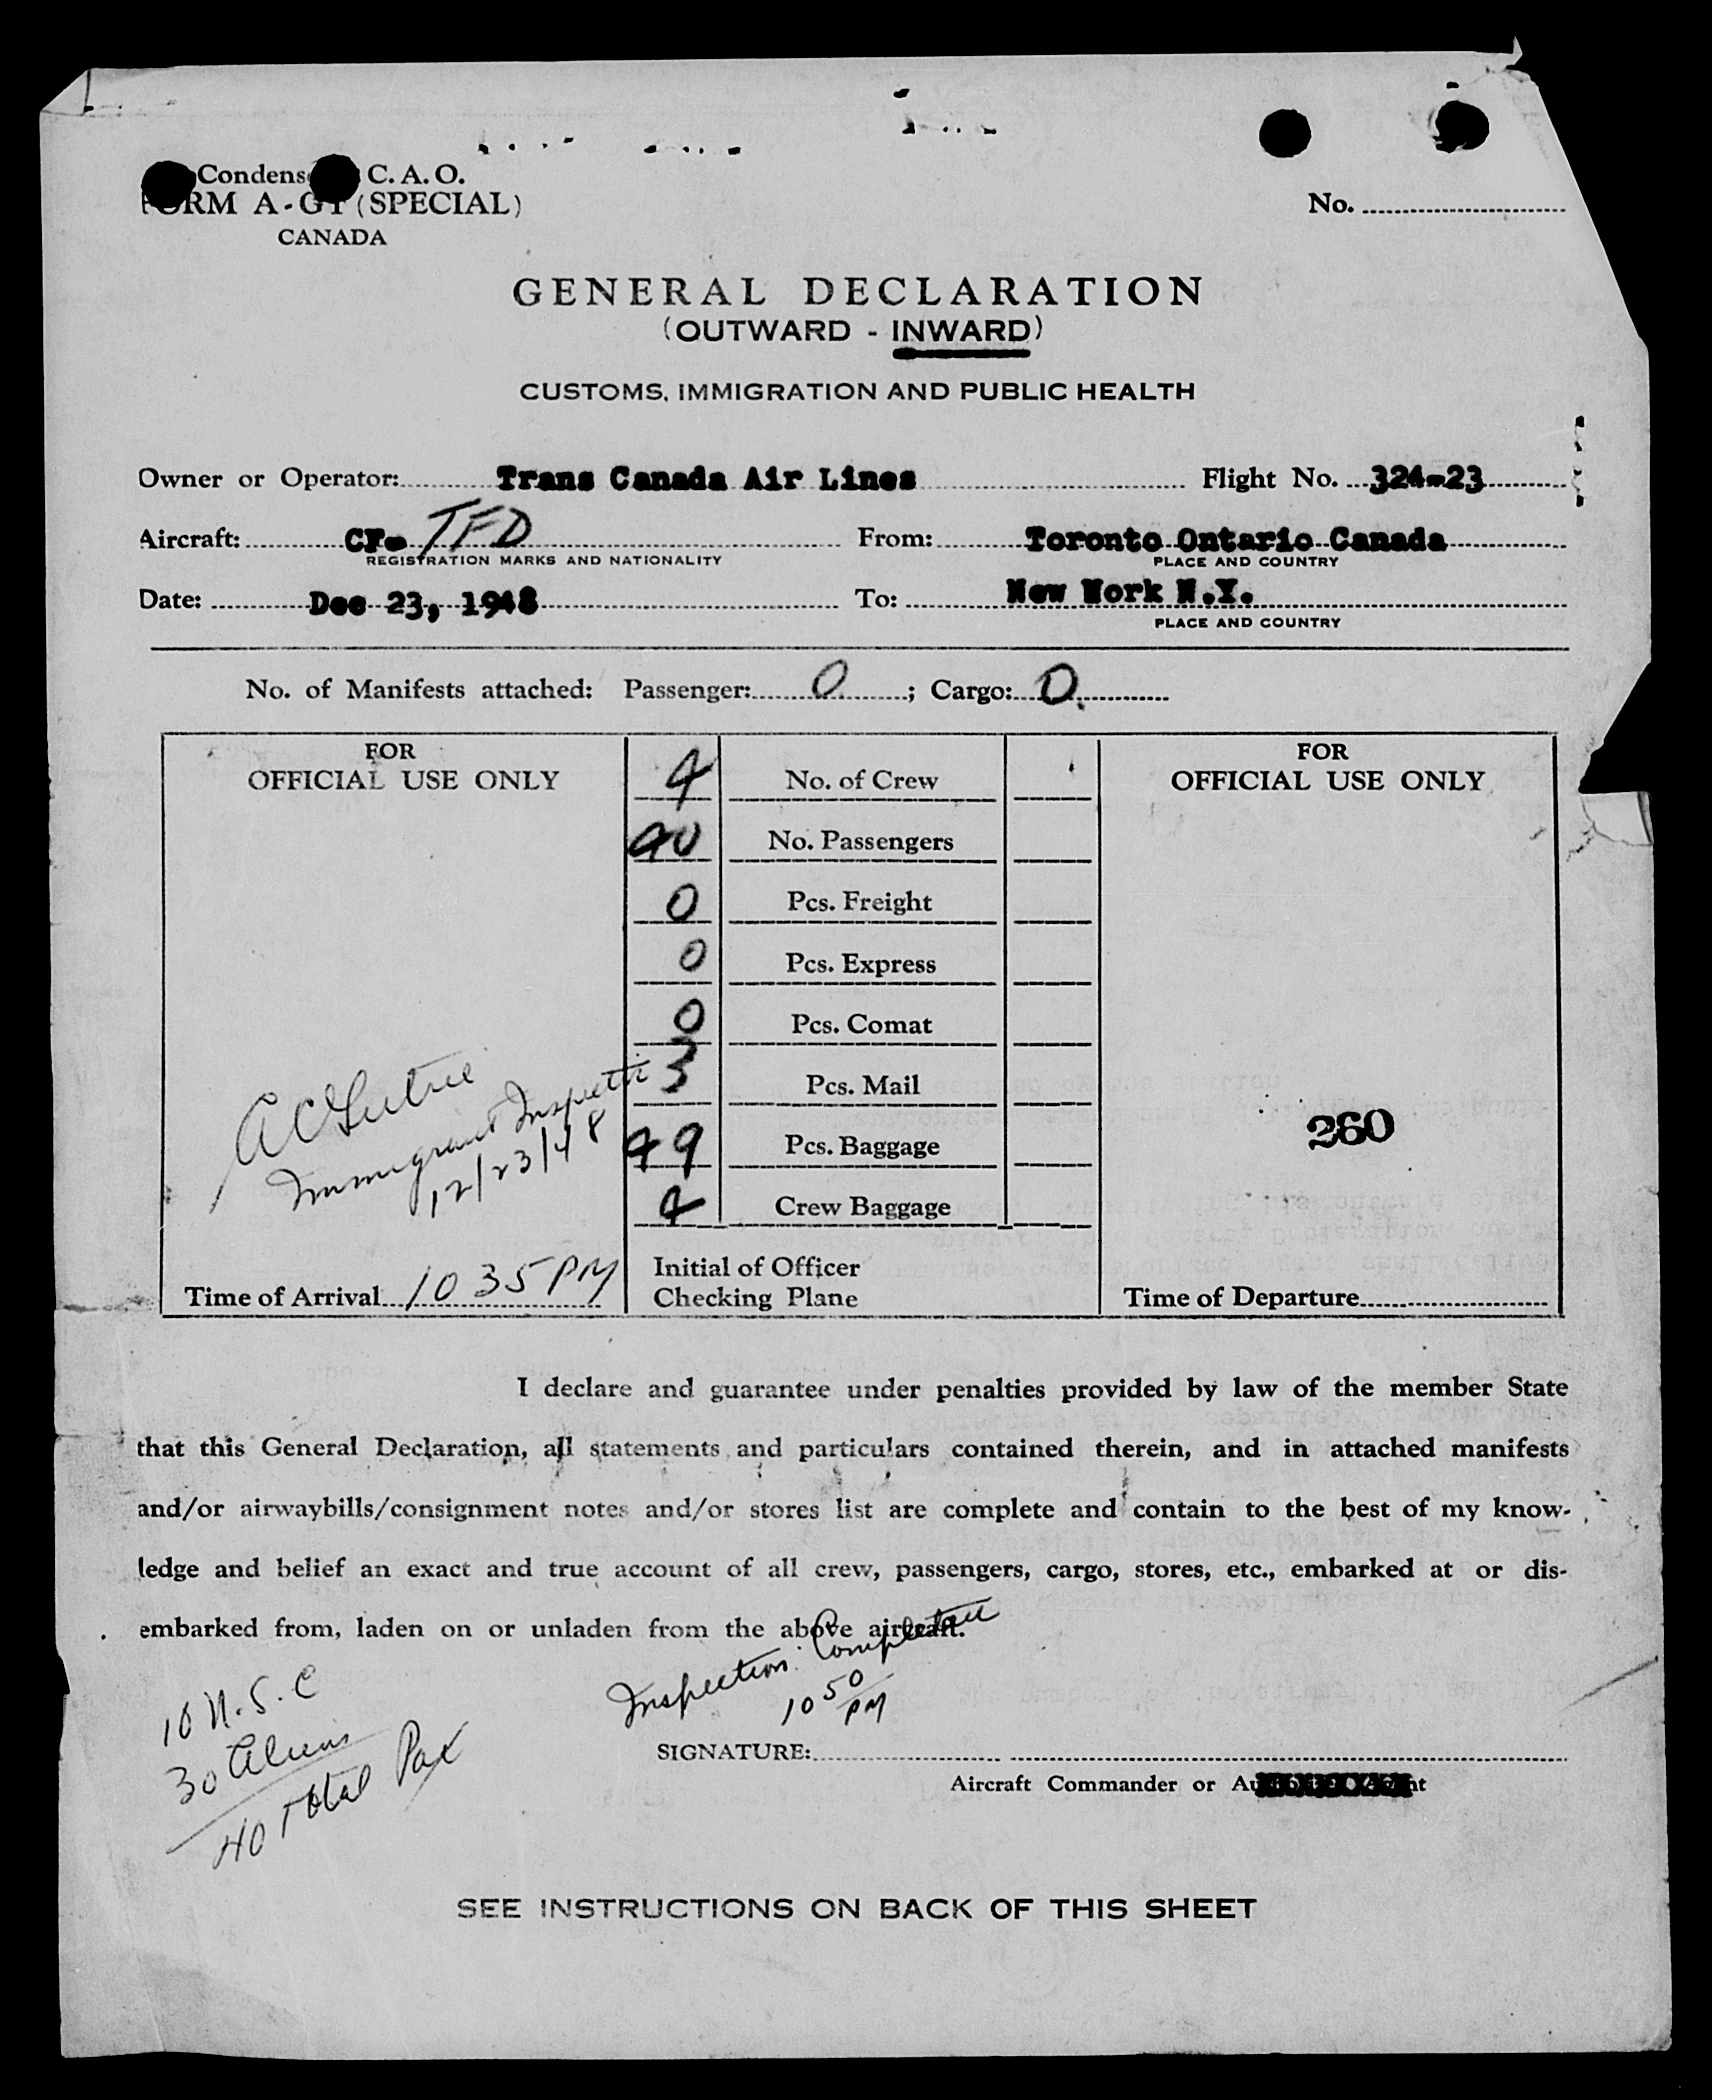 Condens C. A. O.
FORM A-G1 (SPECIAL)
CANADA
No.
GENERAL DECLARATION
(OUTWARD - INWARD)
CUSTOMS, IMMIGRATION AND PUBLIC HEALTH
Owner or Operator: Trans Canada Air Lines Flight No. 324-23
Aircraft: CF- TFD From: Toronto Ontario Canada
REGISTRATION MARKS AND NATIONALITY PLACE AND COUNTRY
Date: Dec 23, 1948 To: New York N.Y.
PLACE AND COUNTRY
No. of Manifests attached: Passenger: 0 ; Cargo: 0
FOR
OFFICIAL USE ONLY
4 No. of Crew
40 No. Passengers
0 Pcs. Freight
0 Pcs. Express
0 Pcs. Comat
3 Pcs. Mail
49 Pcs. Baggage
4 Crew Baggage
Immigrant Inspector
12/23/48
Time of Arrival 10 35 PM
Initial of Officer
Checking Plane
FOR
OFFICIAL USE ONLY
260
Time of Departure
I declare and guarantee under penalties provided by law of the member State
that this General Declaration, all statements and particulars contained therein, and in attached manifests
and/or airwaybills/consignment notes and/or stores list are complete and contain to the best of my know-
ledge and belief an exact and true account of all crew, passengers, cargo, stores, etc., embarked at or dis-
embarked from, laden on or unladen from the above aircraft.
Inspection Completed
10 50 PM
10 U.S.C
30 Aliens
40 Total Pax
SIGNATURE:
Aircraft Commander or
SEE INSTRUCTIONS ON BACK OF THIS SHEET